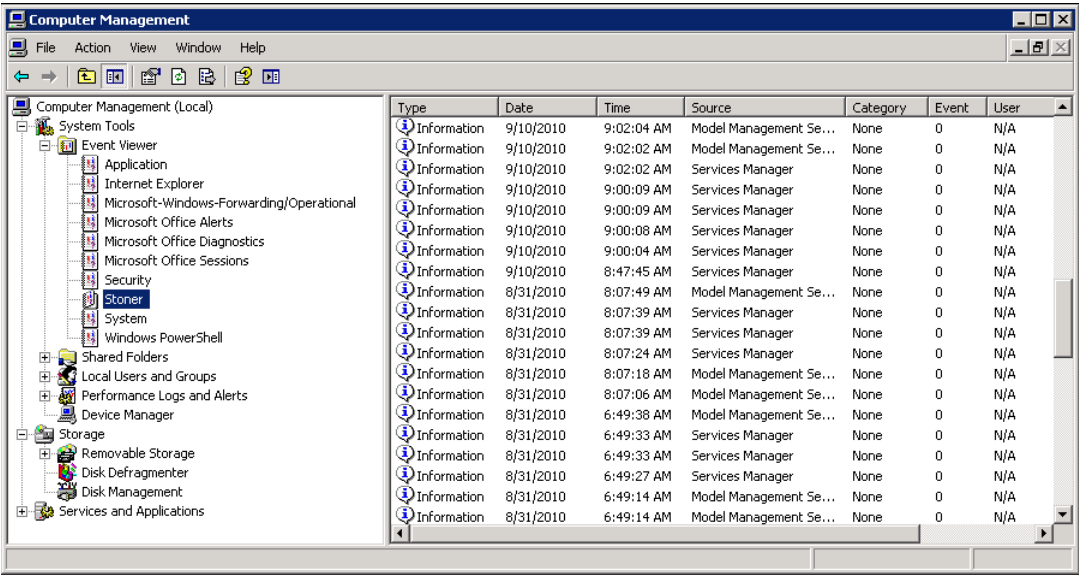 Computer Management
File Action View Window Help
Computer Management (Local)
System Tools
Event Viewer
Application
Internet Explorer
Microsoft-Windows-Forwarding/Operational
Microsoft Office Alerts
Microsoft Office Diagnostics
Microsoft Office Sessions
Security
Stoner
System
Windows PowerShell
Shared Folders
Local Users and Groups
Performance Logs and Alerts
Device Manager
Storage
Removable Storage
Disk Defragmenter
Disk Management
Services and Applications
Type Date Time Source Category Event User
Information 9/10/2010 9:02:04 AM Model Management Se... None 0 N/A
Information 9/10/2010 9:02:02 AM Model Management Se... None 0 N/A
Information 9/10/2010 9:02:02 AM Services Manager None 0 N/A
Information 9/10/2010 9:00:09 AM Services Manager None 0 N/A
Information 9/10/2010 9:00:09 AM Services Manager None 0 N/A
Information 9/10/2010 9:00:08 AM Services Manager None 0 N/A
Information 9/10/2010 9:00:04 AM Services Manager None 0 N/A
Information 9/10/2010 8:47:45 AM Services Manager None 0 N/A
Information 8/31/2010 8:07:49 AM Model Management Se... None 0 N/A
Information 8/31/2010 8:07:39 AM Services Manager None 0 N/A
Information 8/31/2010 8:07:39 AM Services Manager None 0 N/A
Information 8/31/2010 8:07:24 AM Services Manager None 0 N/A
Information 8/31/2010 8:07:18 AM Model Management Se... None 0 N/A
Information 8/31/2010 8:07:06 AM Model Management Se... None 0 N/A
Information 8/31/2010 6:49:38 AM Model Management Se... None 0 N/A
Information 8/31/2010 6:49:33 AM Services Manager None 0 N/A
Information 8/31/2010 6:49:33 AM Services Manager None 0 N/A
Information 8/31/2010 6:49:27 AM Services Manager None 0 N/A
Information 8/31/2010 6:49:14 AM Model Management Se... None 0 N/A
Information 8/31/2010 6:49:14 AM Model Management Se... None 0 N/A